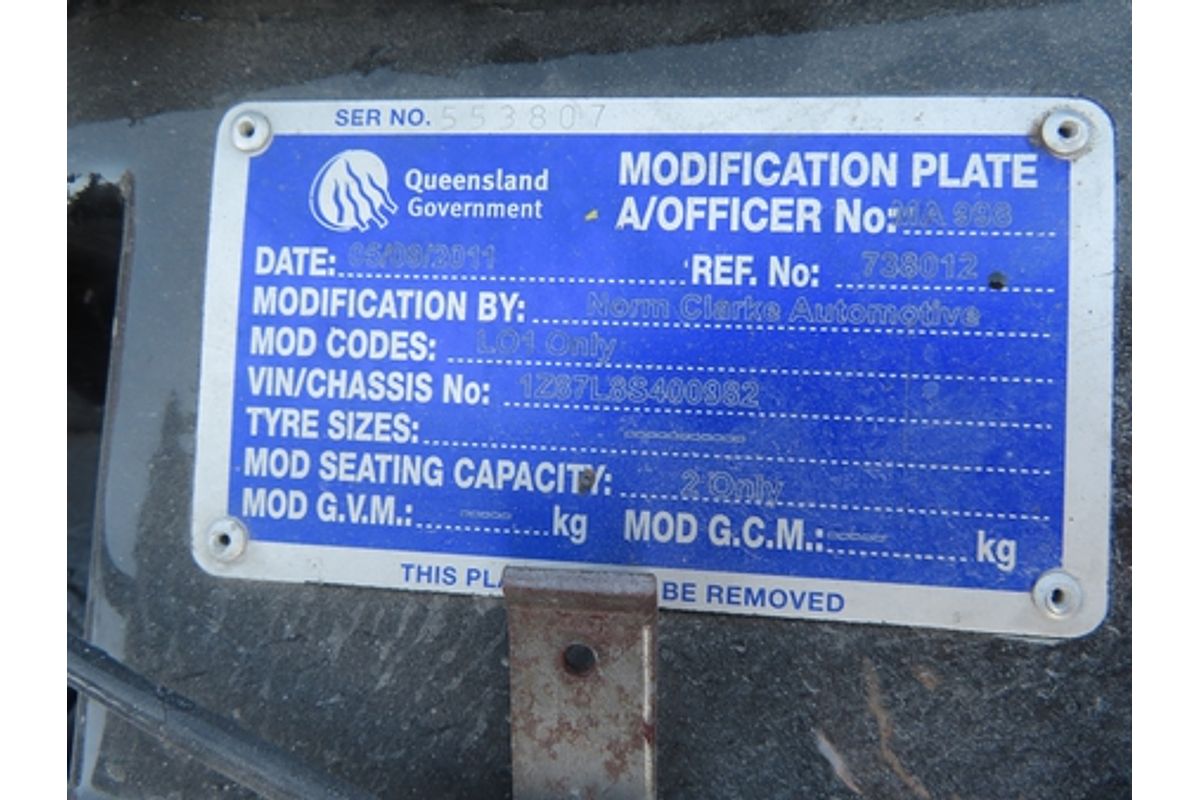 SER NO. 553807
Queensland
Government
MODIFICATION PLATE
A/OFFICER No: MA 998
DATE: 05/09/2011 REF. No: 738012
MODIFICATION BY: Norm Clarke Automotive
MOD CODES: LO1 Only
VIN/CHASSIS No: 1Z87L8S400982
TYRE SIZES: -----------
MOD SEATING CAPACITY: 2 Only
MOD G.V.M.: ----- kg MOD G.C.M.: ------ kg
THIS PLA BE REMOVED